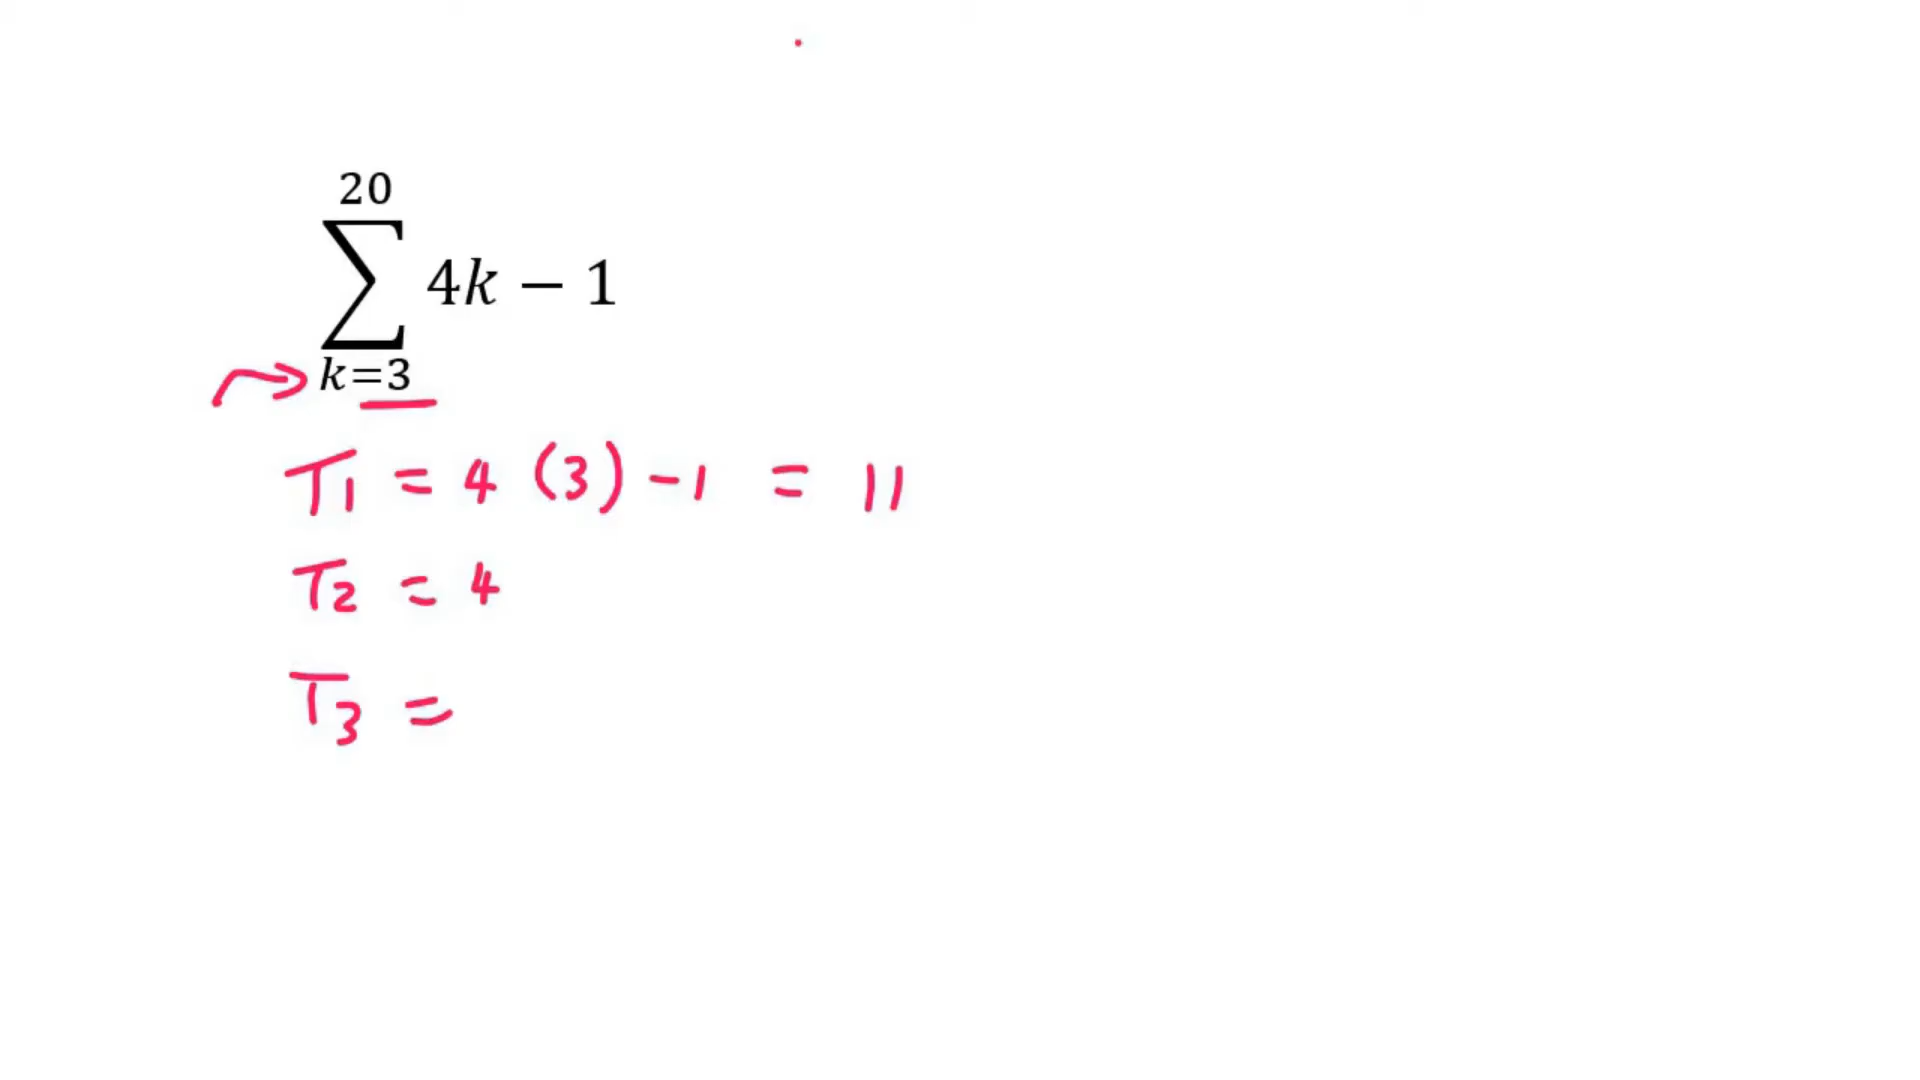 20
∑ 4k − 1
k=3
T1 = 4 (3) -1 = 11
T2 = 4
T3 =